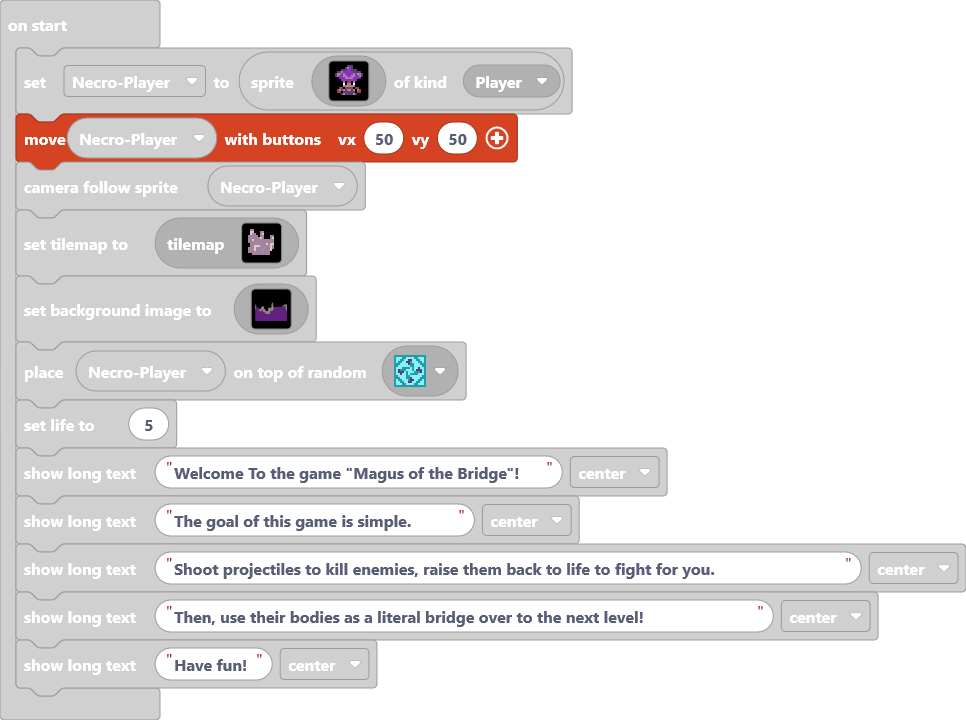 on start
set Necro-Player to sprite of kind Player
move Necro-Player with buttons vx 50 vy 50
camera follow sprite Necro-Player
set tilemap to tilemap
set background image to
place Necro-Player on top of random
set life to 5
show long text "Welcome To the game "Magus of the Bridge"!" center
show long text "The goal of this game is simple. " center
show long text "Shoot projectiles to kill enemies, raise them back to life to fight for you. " center
show long text "Then, use their bodies as a literal bridge over to the next level! " center
show long text "Have fun!" center